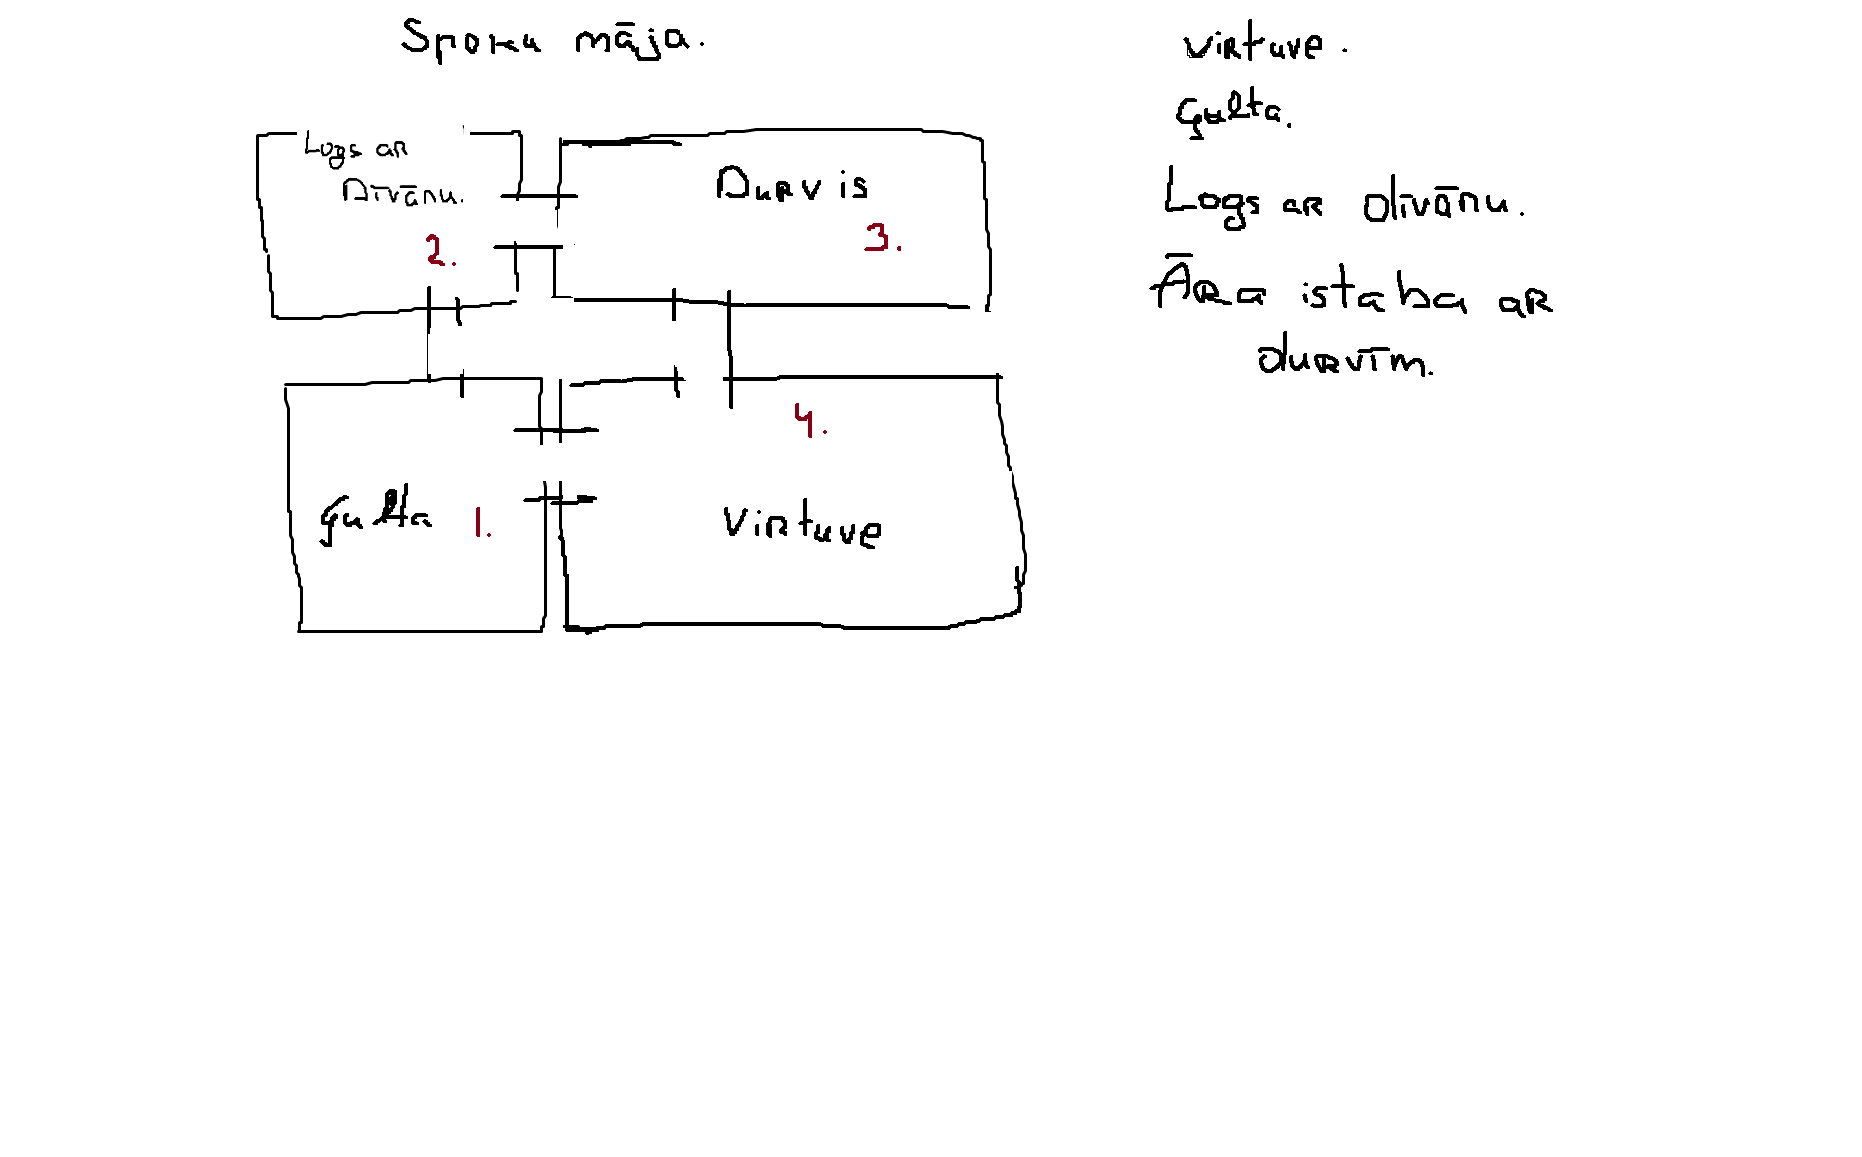 Spoku māja.
Logs ar
Dīvānu.
2.
Durvis
3.
Gulta 1.
4.
Virtuve
virtuve.
Gulta.
Logs ar dīvānu.
Āra istaba ar
durvīm.